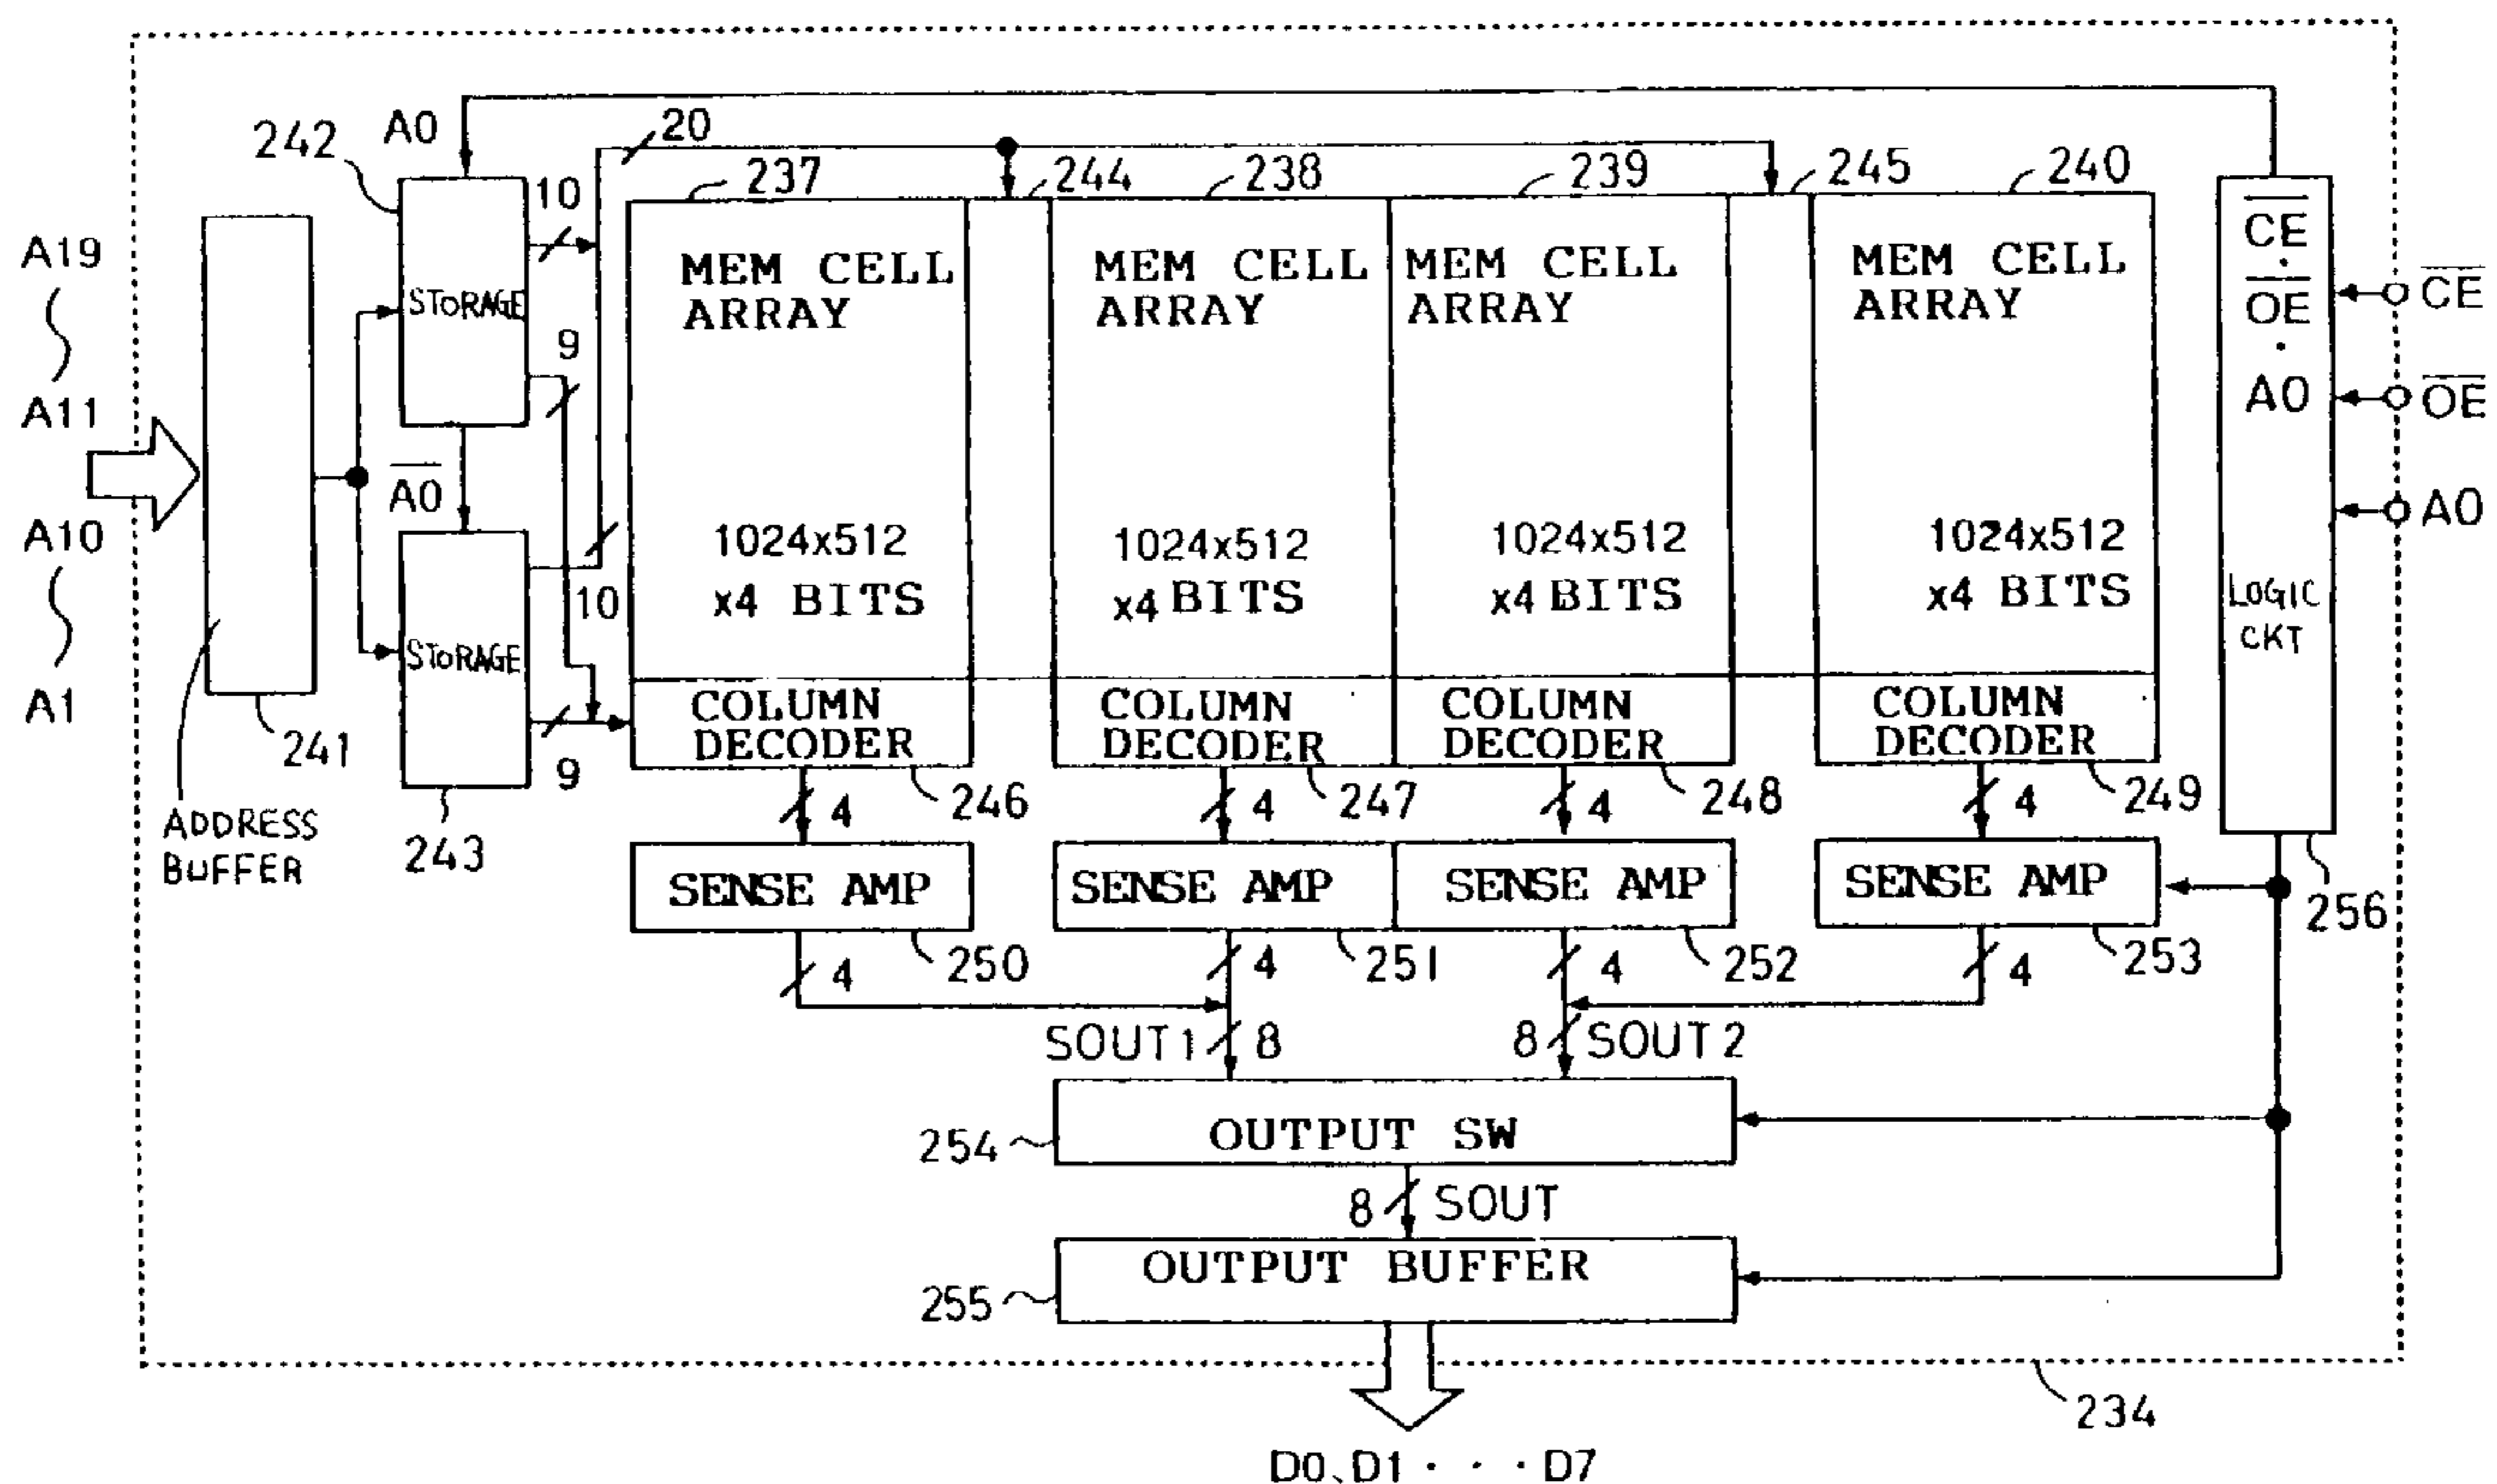 A0
20
242
10
237
244
238
239
245
240
A19
A11
A10
A1
STORAGE
9
A̅0̅
STORAGE
10
9
241
243
ADDRESS
BUFFER
MEM CELL
ARRAY
1024x512
x4 BITS
MEM CELL
ARRAY
1024x512
x4 BITS
MEM CELL
ARRAY
1024x512
x4 BITS
MEM CELL
ARRAY
1024x512
x4 BITS
C̅E̅
·
O̅E̅
·
A0
LOGIC
CKT
C̅E̅
O̅E̅
A0
COLUMN
DECODER
COLUMN
DECODER
COLUMN
DECODER
COLUMN
DECODER
4
246
4
247
4
248
4
249
SENSE AMP
SENSE AMP
SENSE AMP
SENSE AMP
256
4
250
4
251
4
252
4
253
SOUT1
8
8
SOUT2
254
OUTPUT SW
8
SOUT
255
OUTPUT BUFFER
234
D0、D1 · · · D7